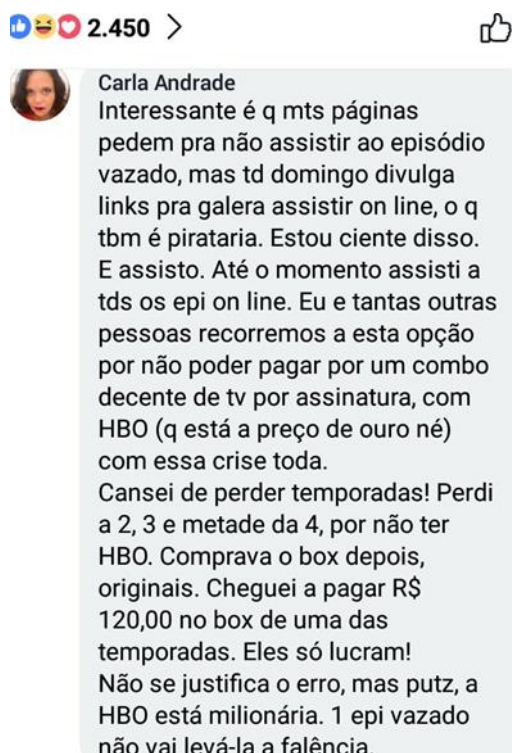 2.450
Carla Andrade
Interessante é q mts páginas
pedem pra não assistir ao episódio
vazado, mas td domingo divulga
links pra galera assistir on line, o q
tbm é pirataria. Estou ciente disso.
E assisto. Até o momento assisti a
tds os epi on line. Eu e tantas outras
pessoas recorremos a esta opção
por não poder pagar por um combo
decente de tv por assinatura, com
HBO (q está a preço de ouro né)
com essa crise toda.
Cansei de perder temporadas! Perdi
a 2, 3 e metade da 4, por não ter
HBO. Comprava o box depois,
originais. Cheguei a pagar R$
120,00 no box de uma das
temporadas. Eles só lucram!
Não se justifica o erro, mas putz, a
HBO está milionária. 1 epi vazado
não vai levá-la a falência